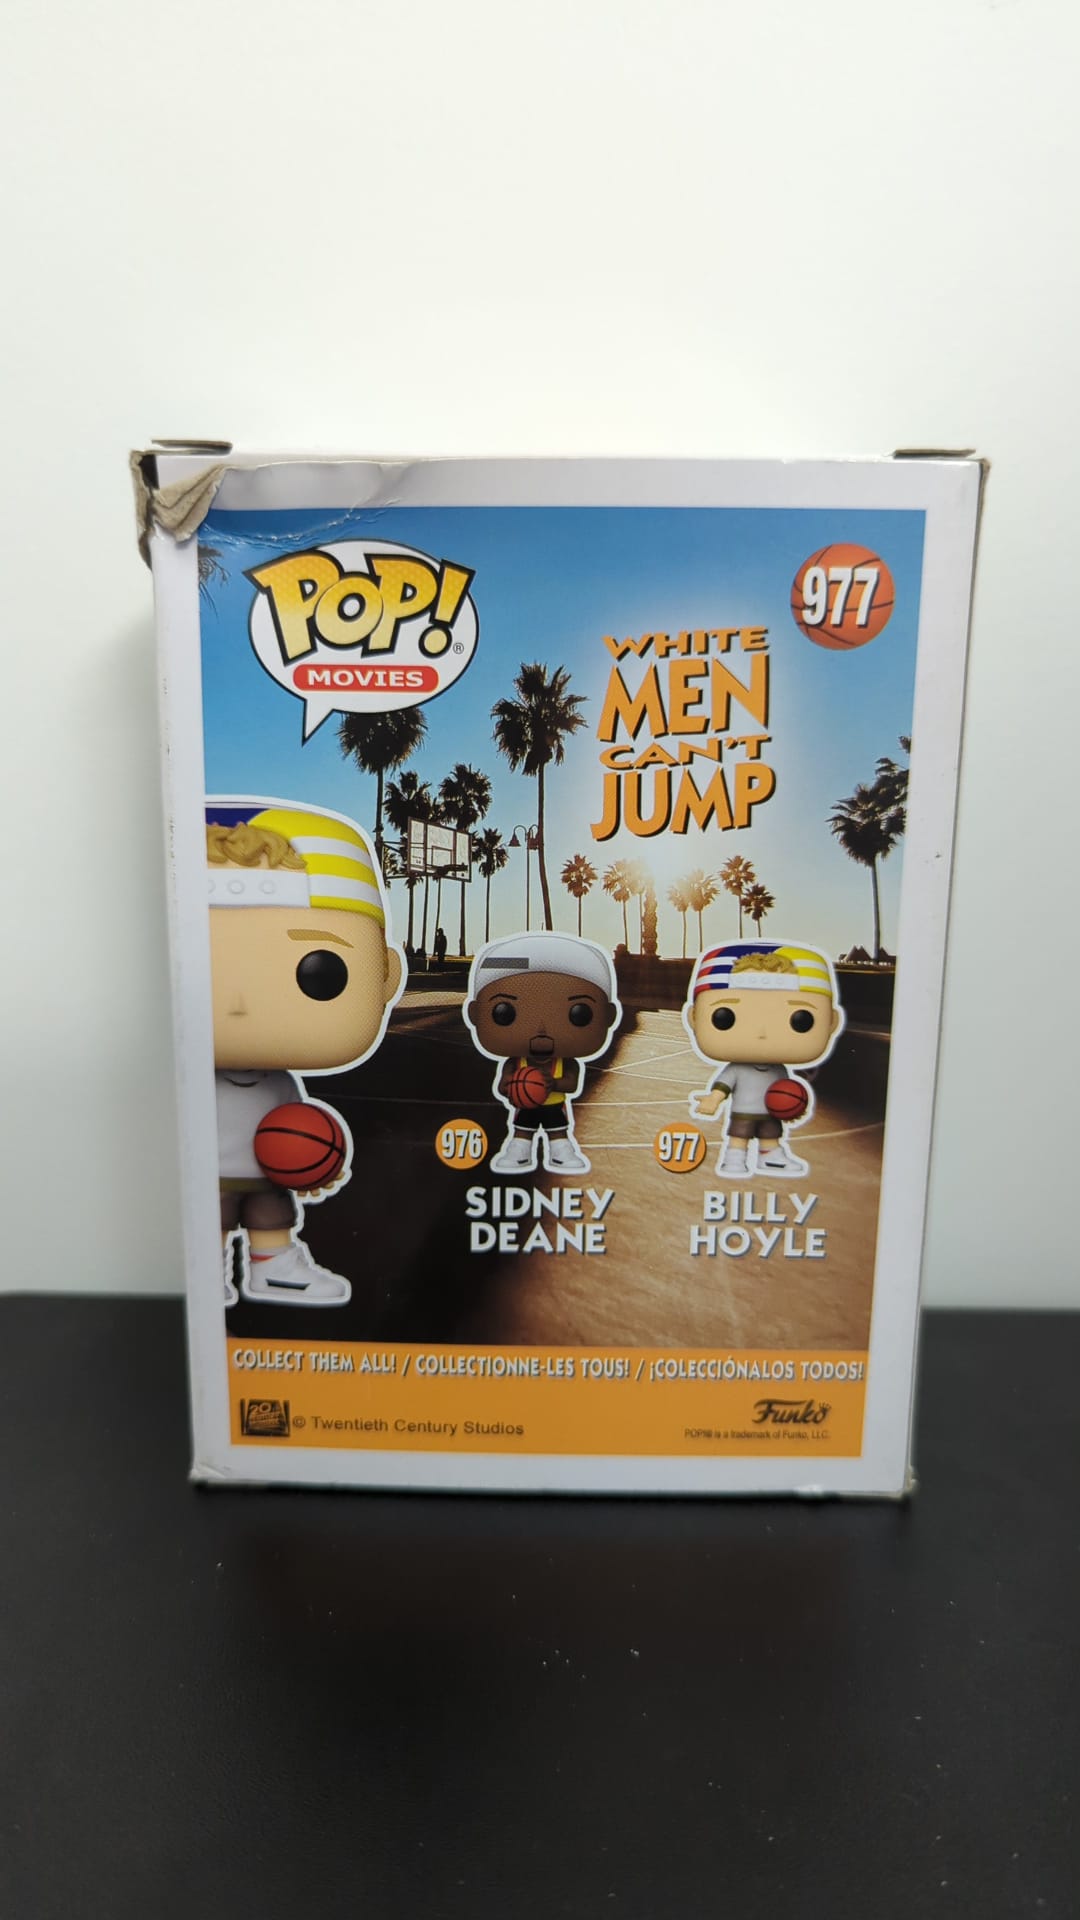 POP!®
MOVIES
977
WHITE
MEN
CAN'T
JUMP
976
SIDNEY
DEANE
977
BILLY
HOYLE
COLLECT THEM ALL! / COLLECTIONNE-LES TOUS! / ¡COLECCIÓNALOS TODOS!
20
© Twentieth Century Studios
Funko
POP!® is a trademark of Funko, LLC.